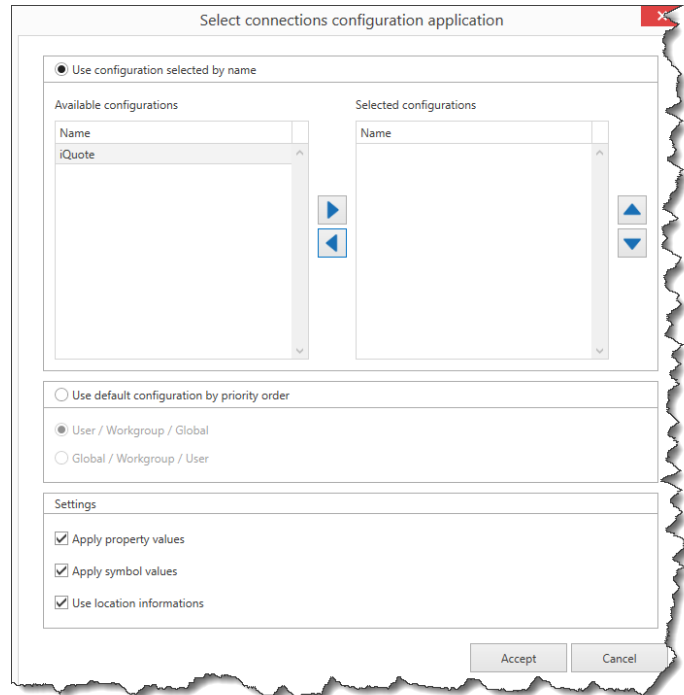 Select connections configuration application
Use configuration selected by name
Available configurations
Selected configurations
Name
Name
iQuote
Use default configuration by priority order
User / Workgroup / Global
Global / Workgroup / User
Settings
Apply property values
Apply symbol values
Use location informations
Accept
Cancel